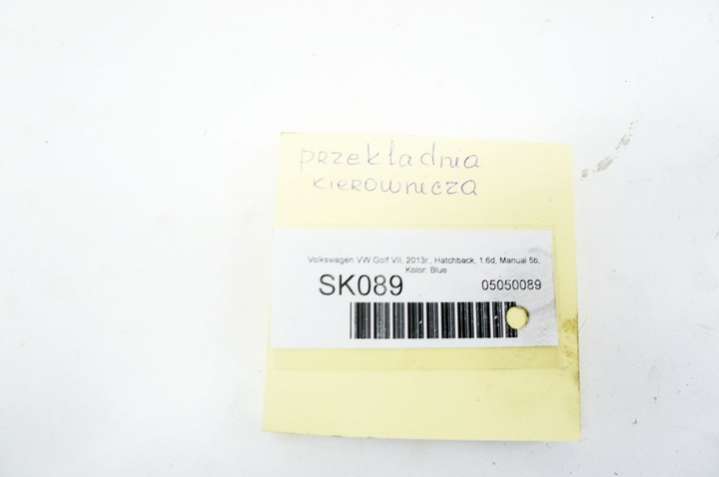 przekładnia
kierownicza
Volkswagen VW Golf VII, 2013r., Hatchback, 1.6d, Manual 5b,
Kolor: Blue
SK089
05050089